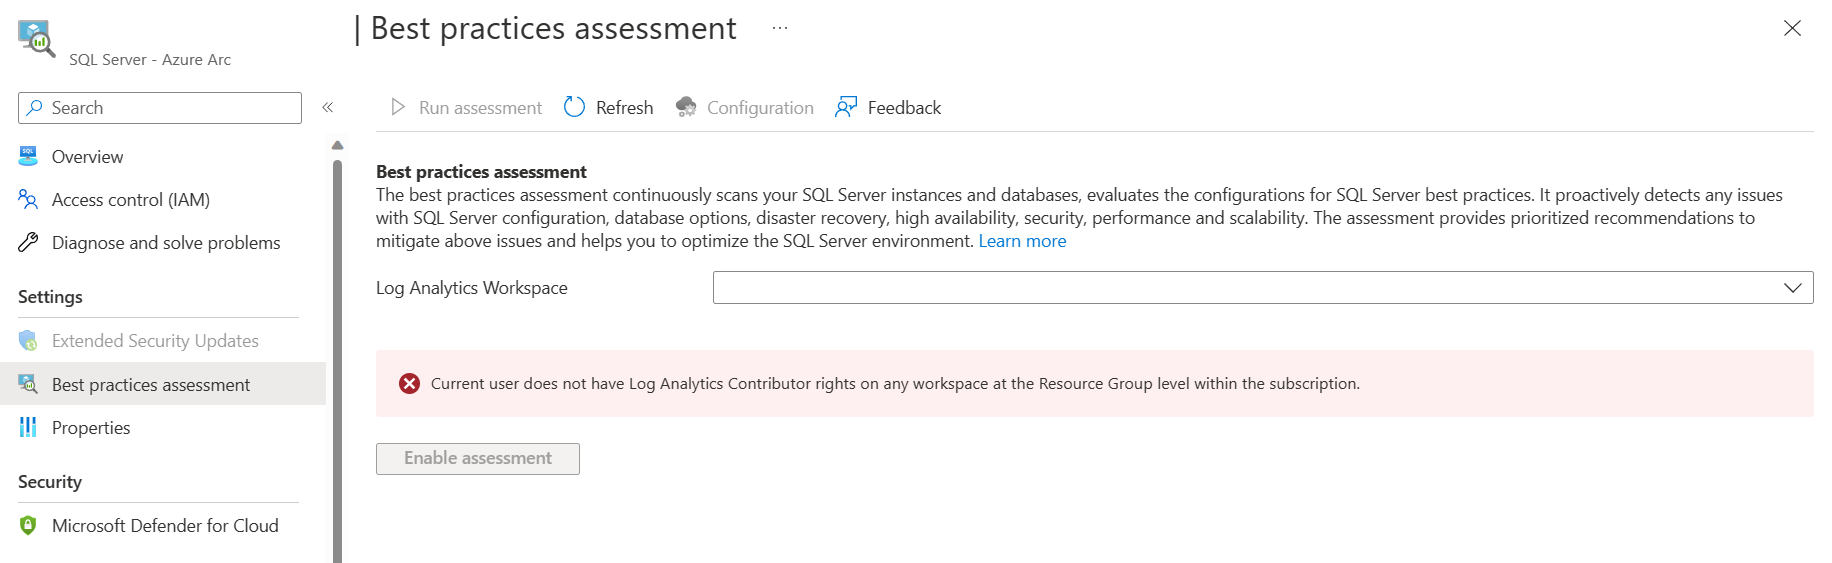 | Best practices assessment ...
SQL Server - Azure Arc
Search
«
Overview
Access control (IAM)
Diagnose and solve problems
Settings
Extended Security Updates
Best practices assessment
Properties
Security
Microsoft Defender for Cloud
Run assessment Refresh Configuration Feedback
Best practices assessment
The best practices assessment continuously scans your SQL Server instances and databases, evaluates the configurations for SQL Server best practices. It proactively detects any issues
with SQL Server configuration, database options, disaster recovery, high availability, security, performance and scalability. The assessment provides prioritized recommendations to
mitigate above issues and helps you to optimize the SQL Server environment. Learn more
Log Analytics Workspace
Current user does not have Log Analytics Contributor rights on any workspace at the Resource Group level within the subscription.
Enable assessment